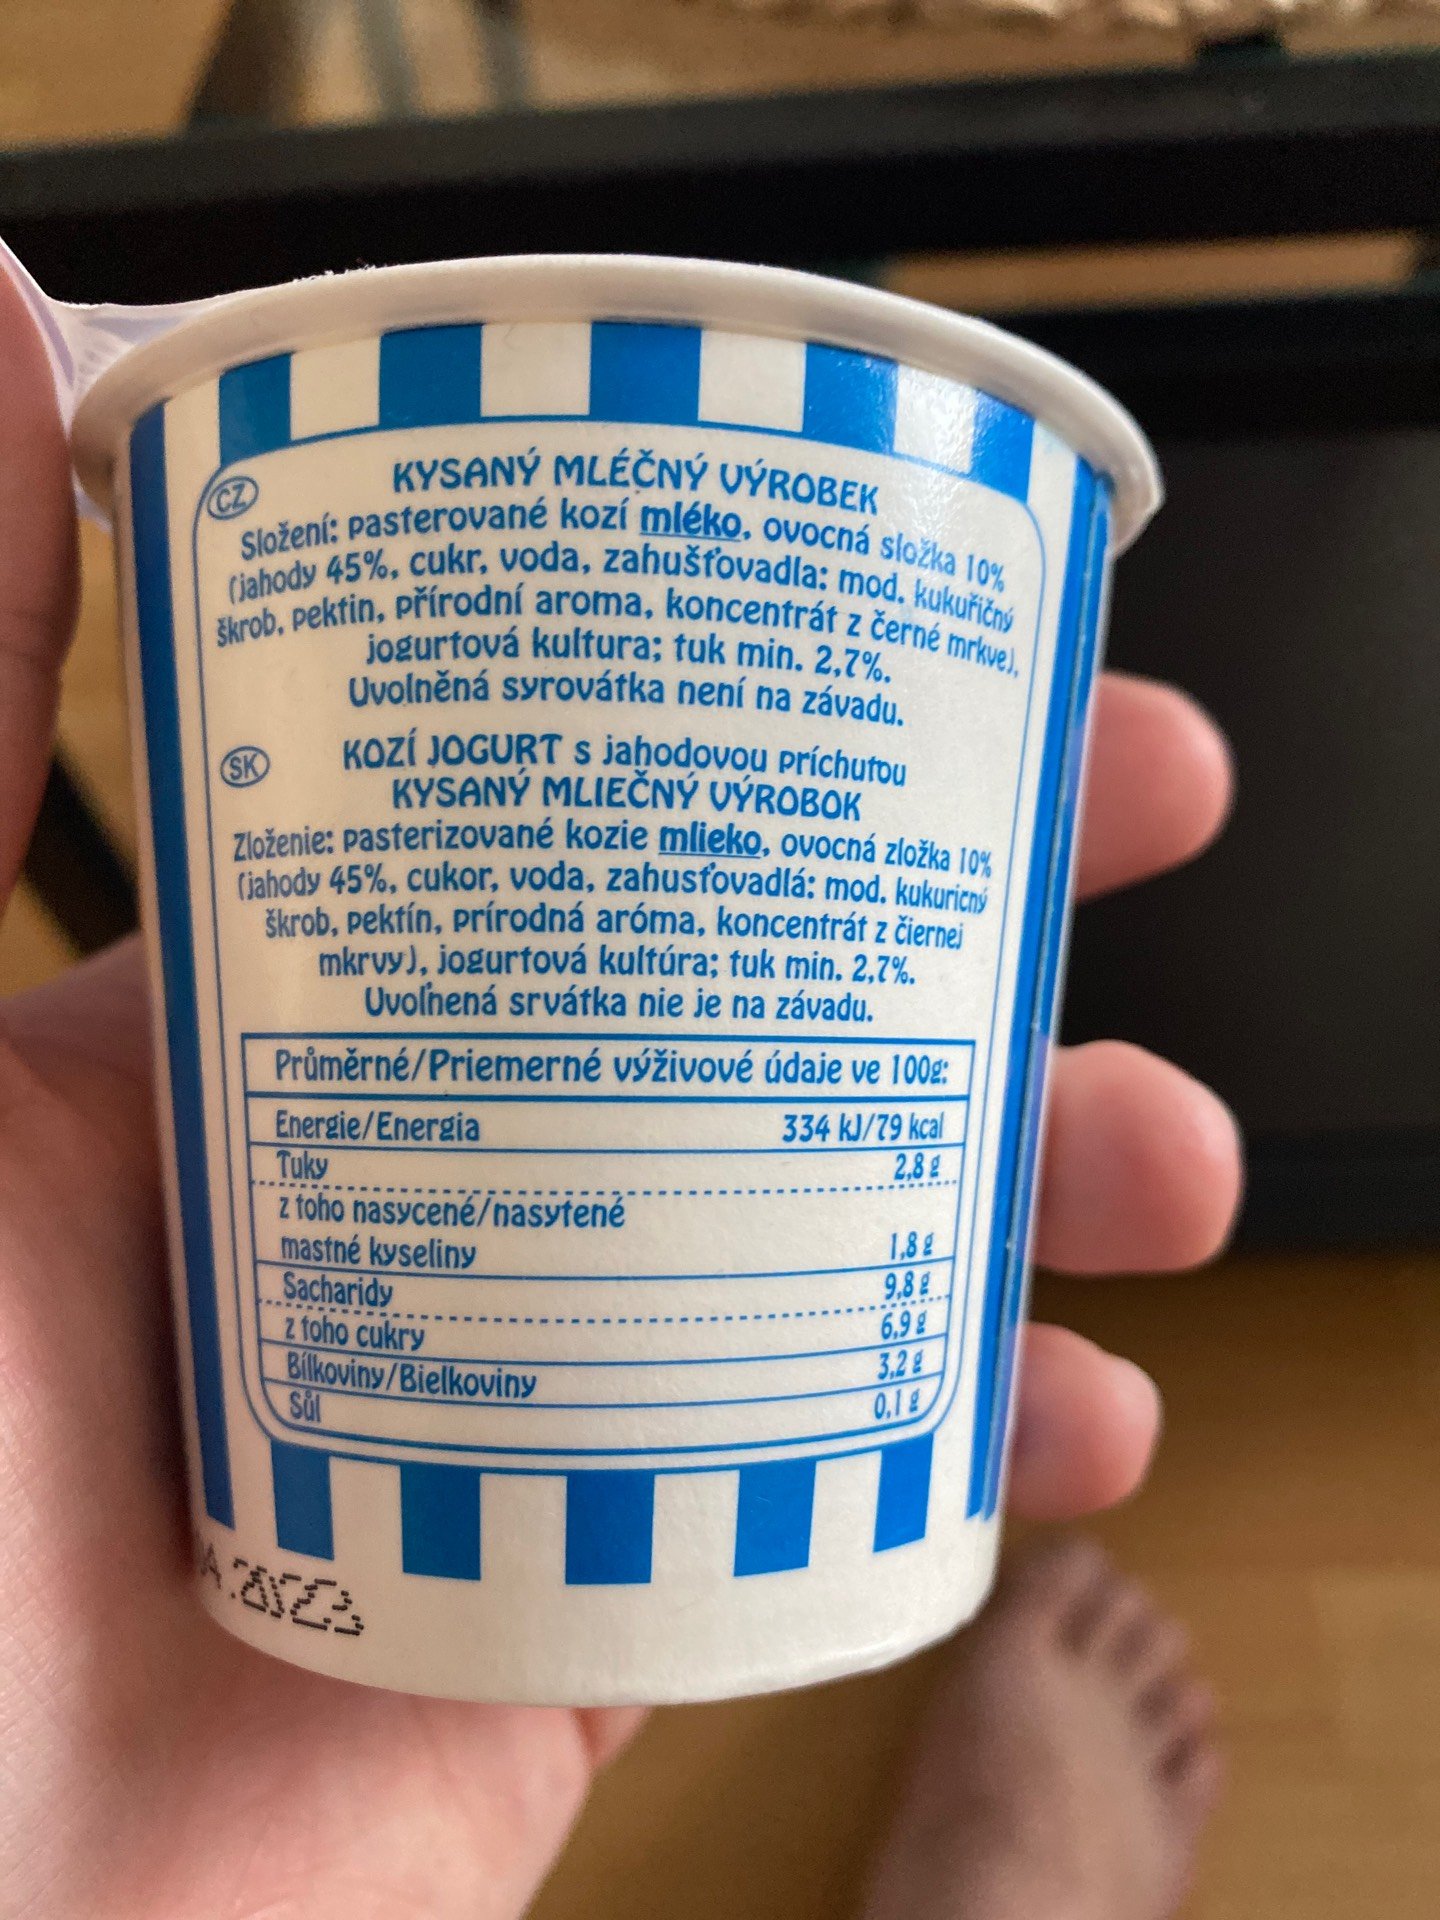 CZ
KYSANÝ MLÉČNÝ VÝROBEK
Složení: pasterované kozí mléko, ovocná složka 10%
(jahody 45%, cukr, voda, zahušťovadla: mod. kukuřičný
škrob, pektin, přírodní aroma, koncentrát z černé mrkve),
jogurtová kultura; tuk min. 2,7%.
Uvolněná syrovátka není na závadu.
SK
KOZÍ JOGURT s jahodovou príchuťou
KYSANÝ MLIEČNÝ VÝROBOK
Zloženie: pasterizované kozie mlieko, ovocná zložka 10%
(jahody 45%, cukor, voda, zahusťovadlá: mod. kukuricný
škrob, pektín, prírodná aróma, koncentrát z čiernej
mkrvy), jogurtová kultúra; tuk min. 2,7%.
Uvoľnená srvátka nie je na závadu.
Průměrné/Priemerné výživové údaje ve 100g:
Energie/Energia 334 kJ/79 kcal
Tuky 2,8 g
z toho nasycené/nasytené
mastné kyseliny 1,8 g
Sacharidy 9,8 g
z toho cukry 6,9 g
Bílkoviny/Bielkoviny 3,2 g
Sůl 0,1 g